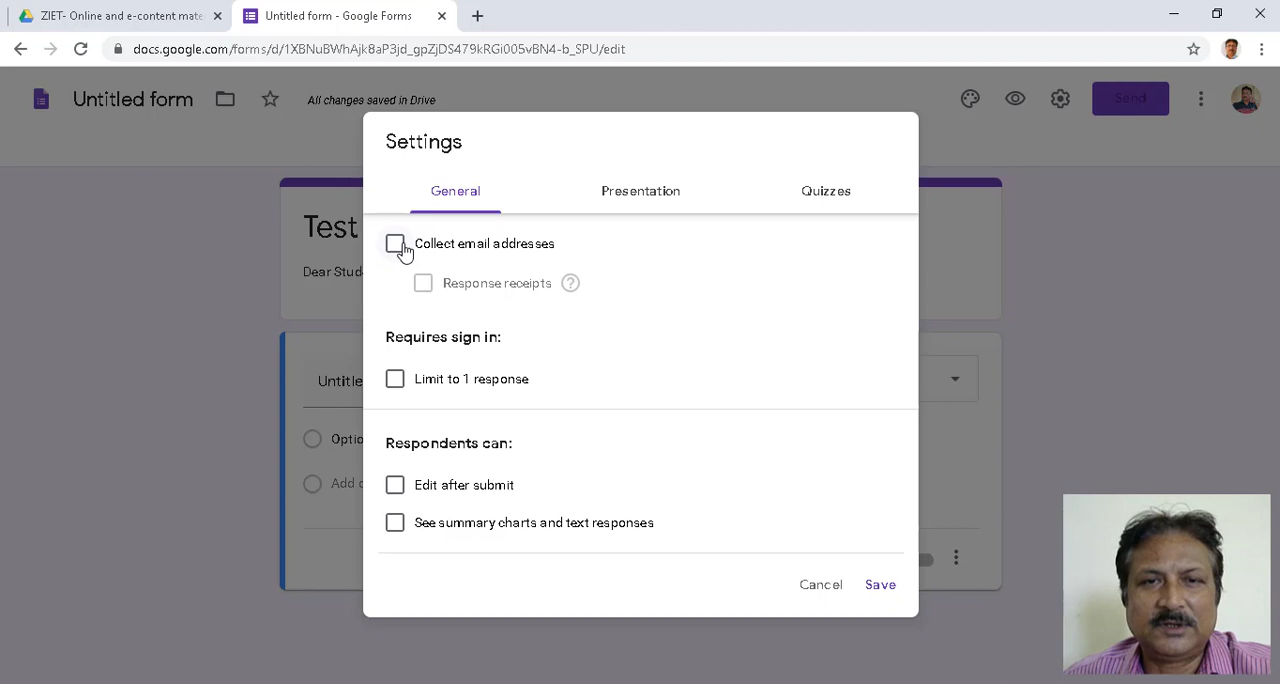 ZIET- Online and e-content mate
Untitled form - Google Forms
docs.google.com/forms/d/1XBNuBWhAjk8aP3jd_gpZjDS479kRGi005vBN4-b_SPU/edit
Untitled form
All changes saved in Drive
Send
Settings
General
Presentation
Quizzes
Test
Dear Stud
Collect email addresses
Response receipts ?
Requires sign in:
Untitle
Limit to 1 response
Optio
Respondents can:
Add o
Edit after submit
See summary charts and text responses
Cancel
Save